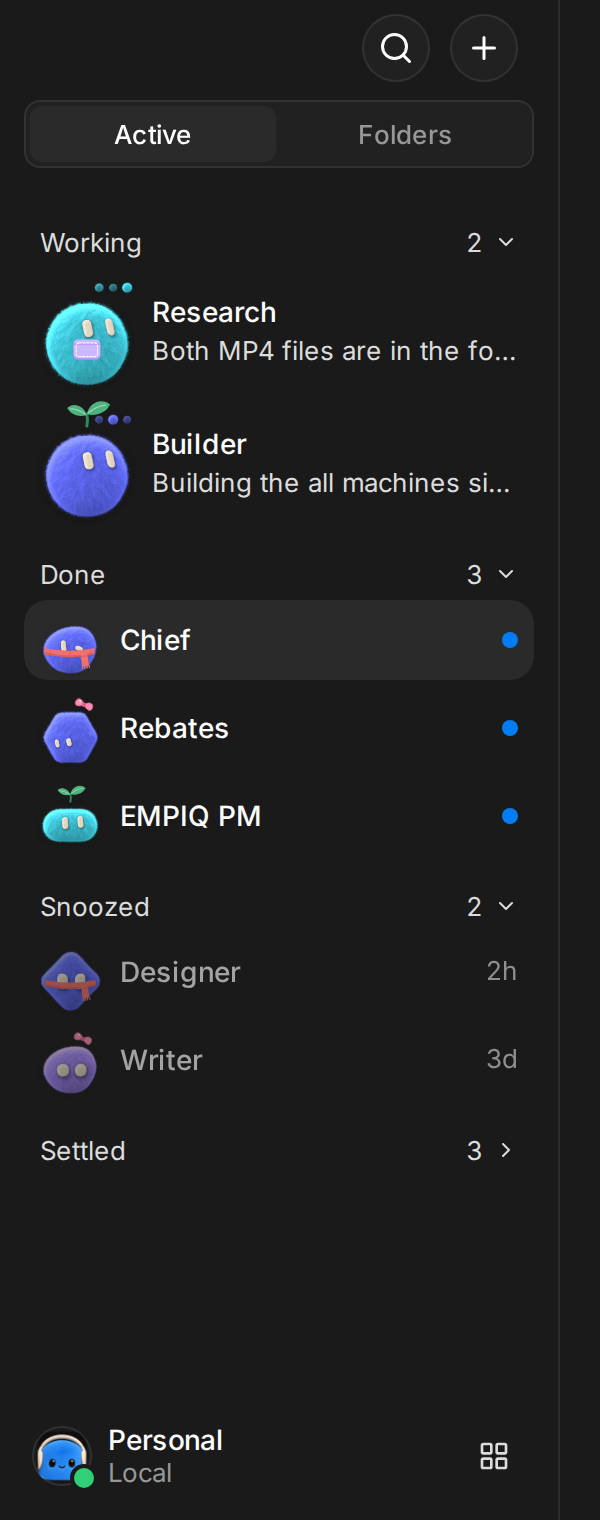 Active
Folders
Working 2
Research
Both MP4 files are in the fo...
Builder
Building the all machines si...
Done 3
Chief
Rebates
EMPIQ PM
Snoozed 2
Designer 2h
Writer 3d
Settled 3
Personal
Local